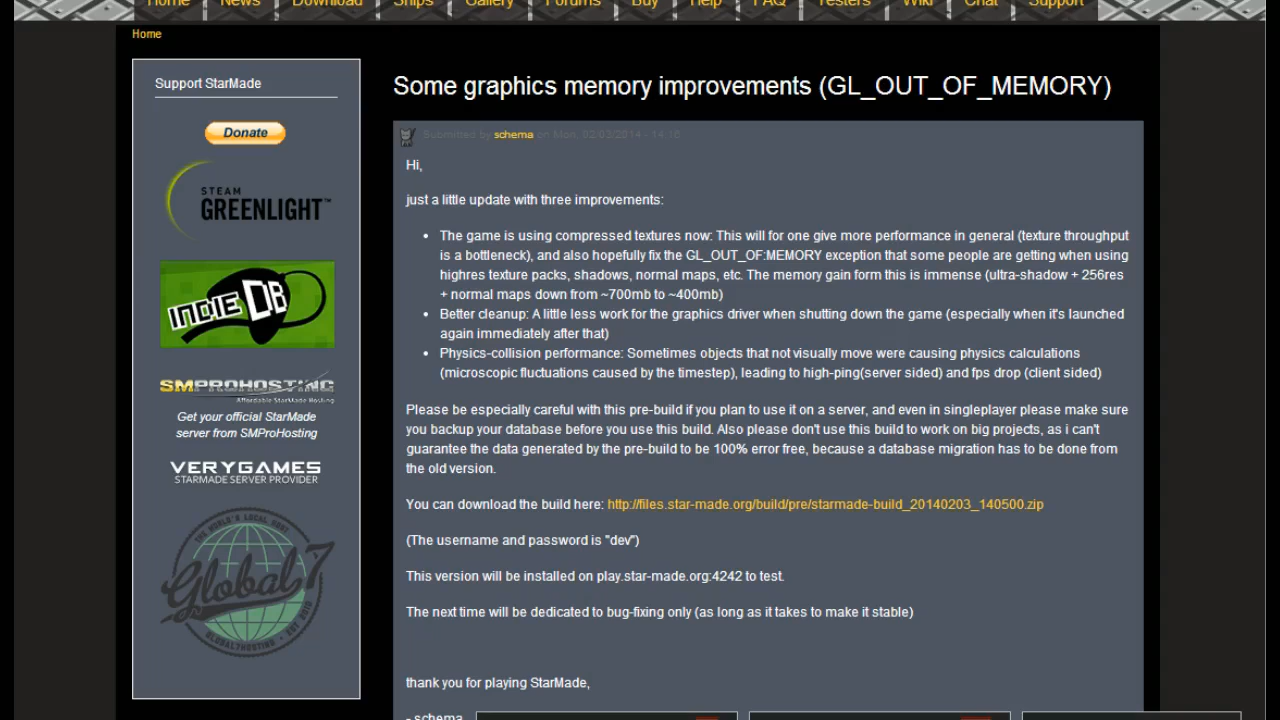 Home News Download Ships Gallery Forums Buy Help FAQ Testers Wiki Chat Support
Home
Support StarMade
Donate
STEAM
GREENLIGHT™
INDIE DB
SMPROHOSTING
Affordable StarMade Hosting
Get your official StarMade
server from SMProHosting
VERYGAMES
STARMADE SERVER PROVIDER
THE WORLD'S LOCAL HOST
Global 7
GLOBAL7HOSTING
Some graphics memory improvements (GL_OUT_OF_MEMORY)
Submitted by schema on Mon, 02/03/2014 - 14:16
Hi,
just a little update with three improvements:
• The game is using compressed textures now: This will for one give more performance in general (texture throughput
is a bottleneck), and also hopefully fix the GL_OUT_OF:MEMORY exception that some people are getting when using
highres texture packs, shadows, normal maps, etc. The memory gain form this is immense (ultra-shadow + 256res
+ normal maps down from ~700mb to ~400mb)
• Better cleanup: A little less work for the graphics driver when shutting down the game (especially when it's launched
again immediately after that)
• Physics-collision performance: Sometimes objects that not visually move were causing physics calculations
(microscopic fluctuations caused by the timestep), leading to high-ping(server sided) and fps drop (client sided)
Please be especially careful with this pre-build if you plan to use it on a server, and even in singleplayer please make sure
you backup your database before you use this build. Also please don't use this build to work on big projects, as i can't
guarantee the data generated by the pre-build to be 100% error free, because a database migration has to be done from
the old version.
You can download the build here: http://files.star-made.org/build/pre/starmade-build_20140203_140500.zip
(The username and password is "dev")
This version will be installed on play.star-made.org:4242 to test.
The next time will be dedicated to bug-fixing only (as long as it takes to make it stable)
thank you for playing StarMade,
- schema